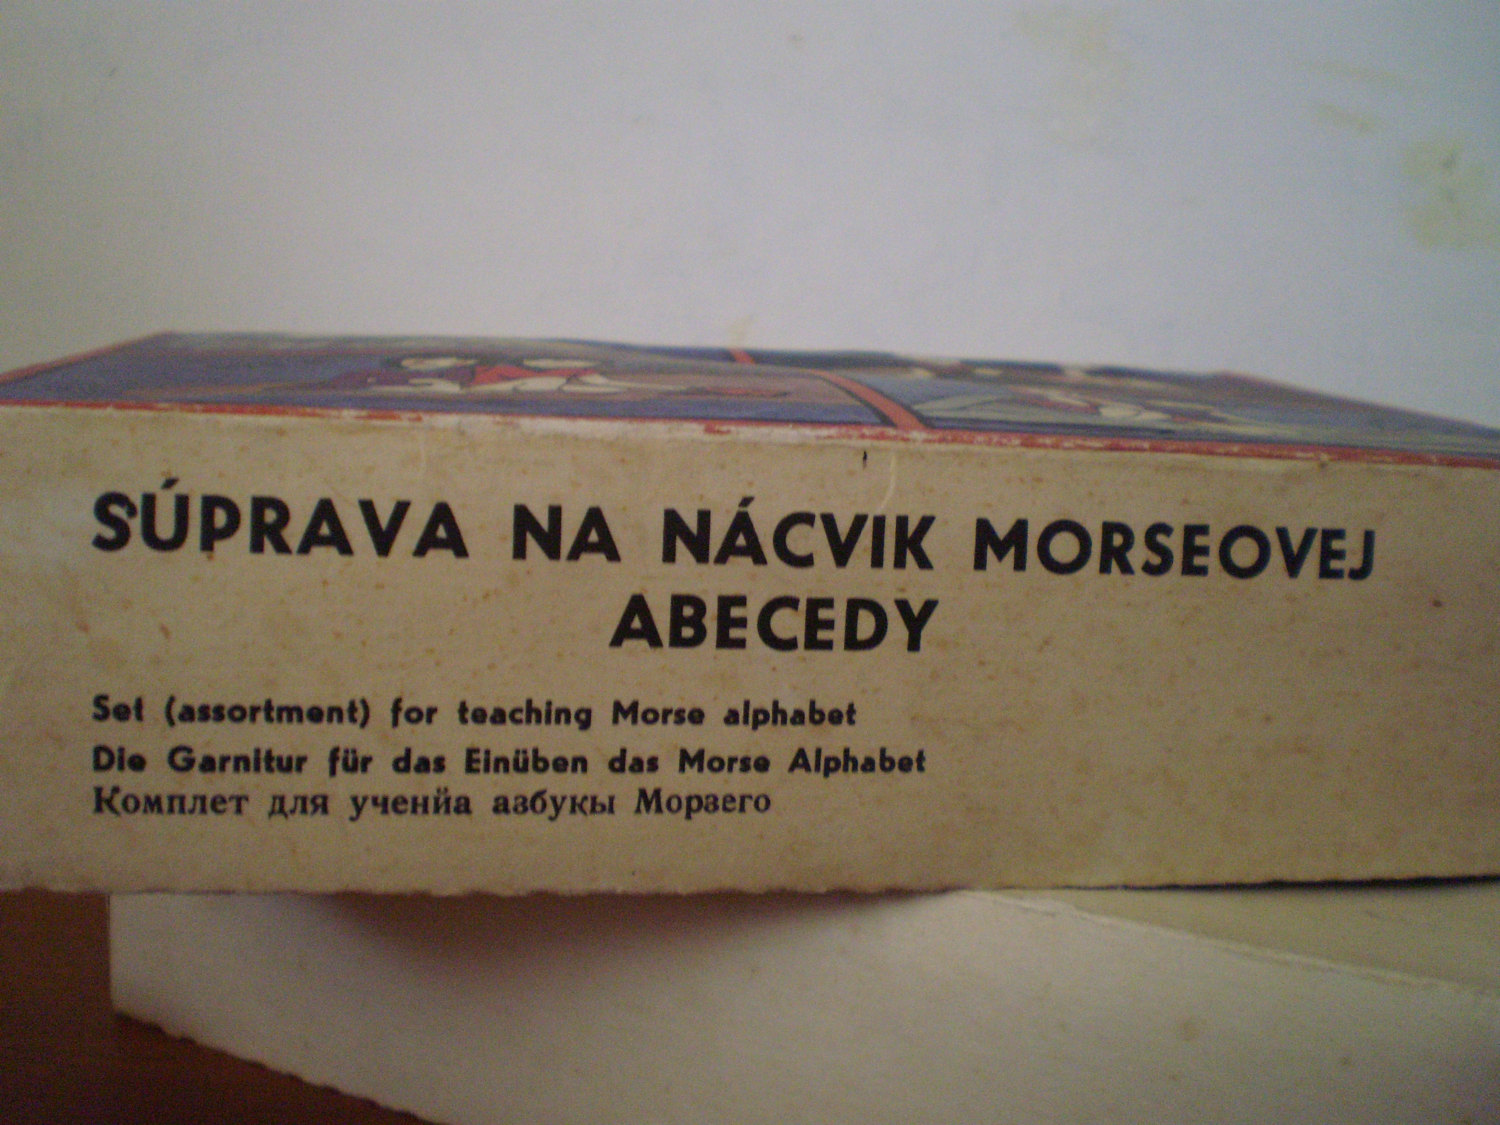 SÚPRAVA NA NÁCVIK MORSEOVEJ
ABECEDY
Set (assortment) for teaching Morse alphabet
Die Garnitur für das Einüben das Morse Alphabet
Комплет для ученйа азбукы Морзего